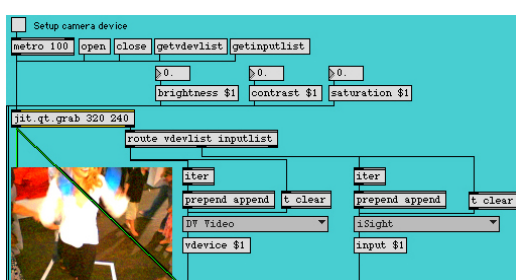 Setup camera device
metro 100 open close getvdevlist getinputlist
0. 0. 0.
brightness $1 contrast $1 saturation $1
jit.qt.grab 320 240
route vdevlist inputlist
iter iter
prepend append t clear prepend append t clear
DV Video iSight
vdevice $1 input $1